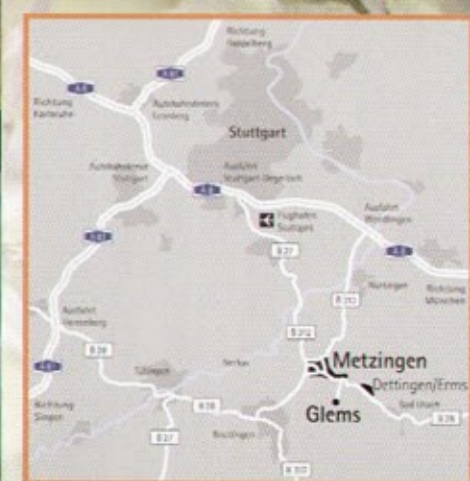 Richtung
Heidelberg
A 81
A 8
Richtung
Karlsruhe
Autobahndreieck
Leonberg
Stuttgart
Autobahnkreuz
Stuttgart
Ausfahrt
Stuttgart-Degerloch
A 8
Flughafen
Stuttgart
Ausfahrt
Wendlingen
A 81
B 27
A 8
Nürtingen
Richtung
München
B 313
Ausfahrt
Herrenberg
B 312
B 28
Neckar
Metzingen
A 81
Tübingen
Dettingen/Erms
Richtung
Singen
B 28
Glems
Bad Urach
B 28
B 27
Reutlingen